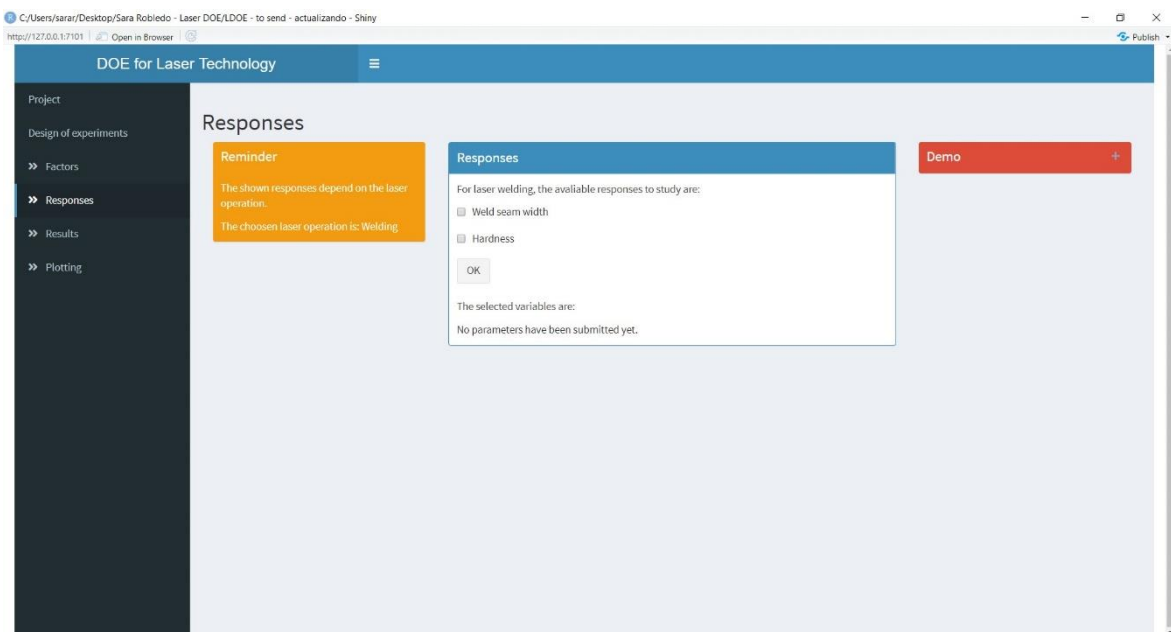 C:/Users/sarar/Desktop/Sara Robledo - Laser DOE/LDOE - to send - actualizando - Shiny
http://127.0.0.1:7101
Open in Browser
Publish
DOE for Laser Technology
Project
Design of experiments
Factors
Responses
Results
Plotting
Responses
Reminder
The shown responses depend on the laser
operation.
The choosen laser operation is: Welding
Responses
For laser welding, the avaliable responses to study are:
Weld seam width
Hardness
OK
The selected variables are:
No parameters have been submitted yet.
Demo